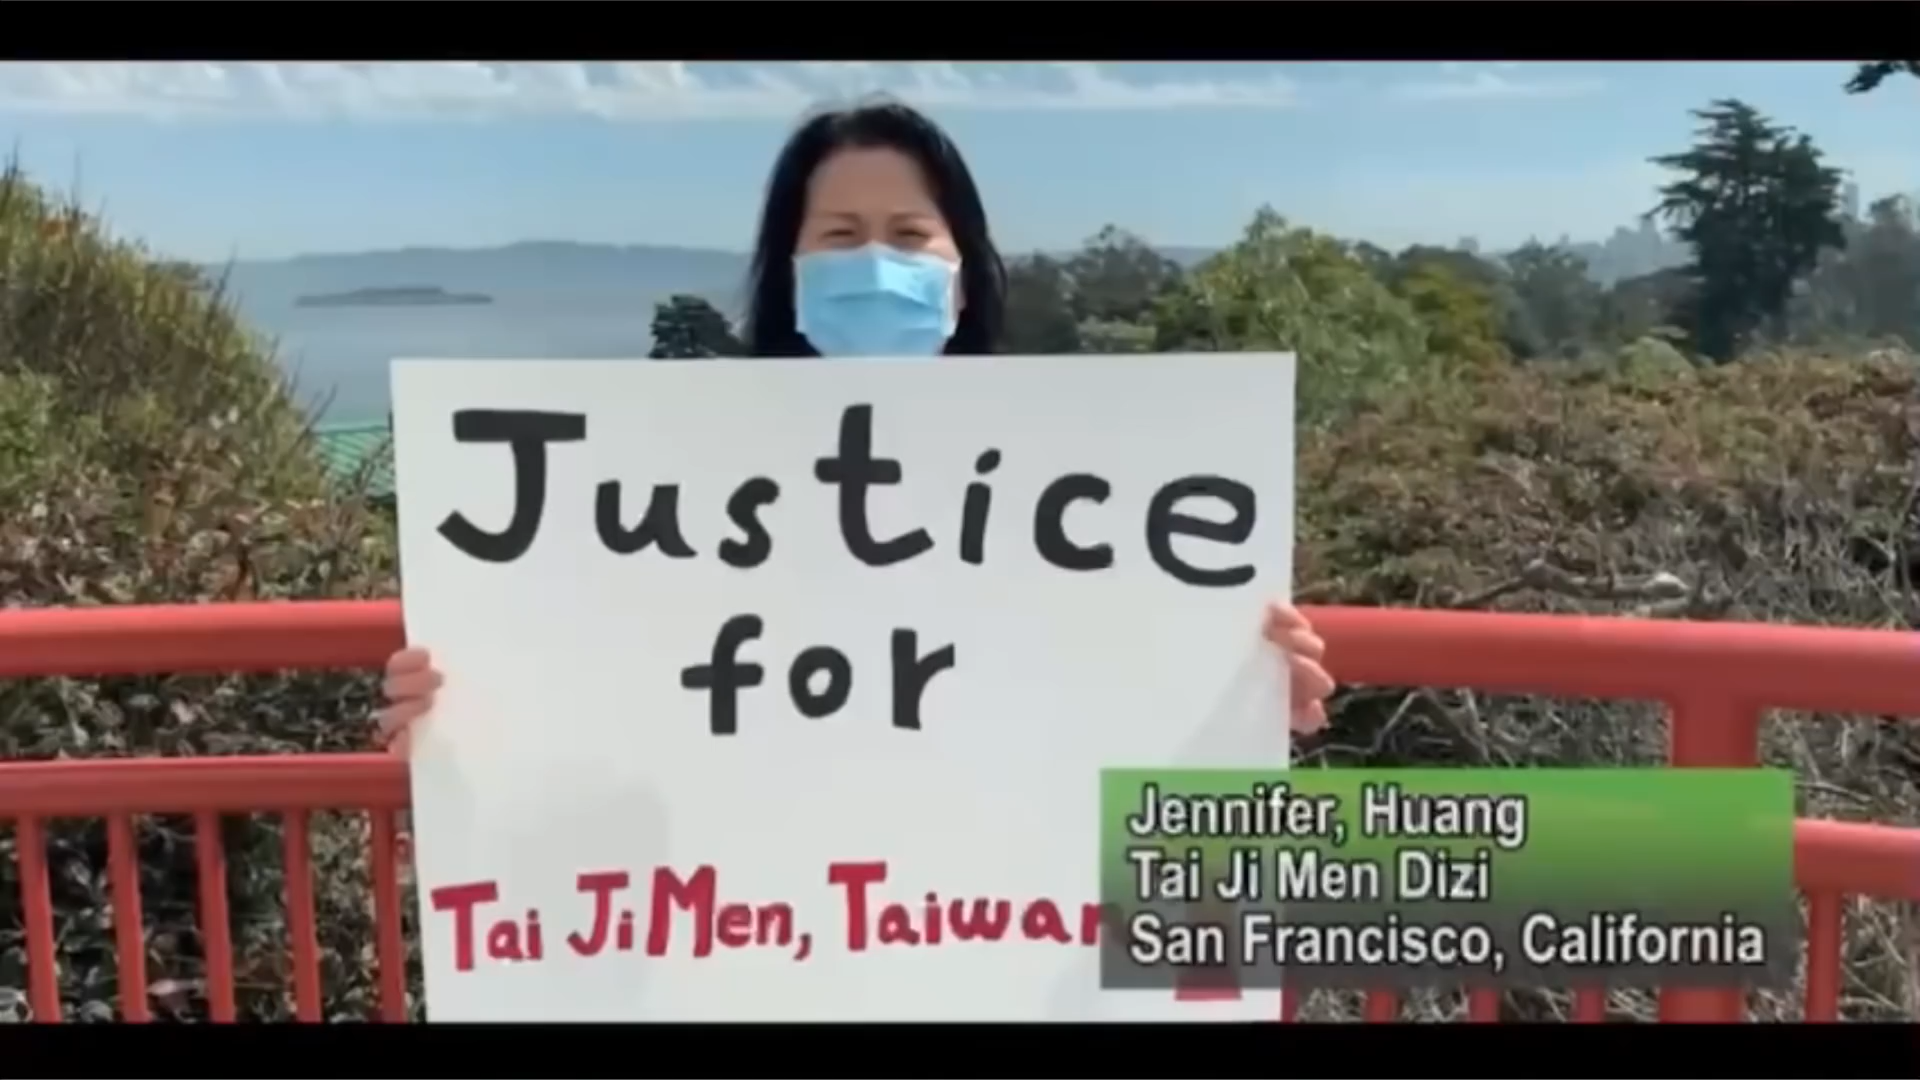 Justice
for
Tai Ji Men, Taiwan
Jennifer, Huang
Tai Ji Men Dizi
San Francisco, California